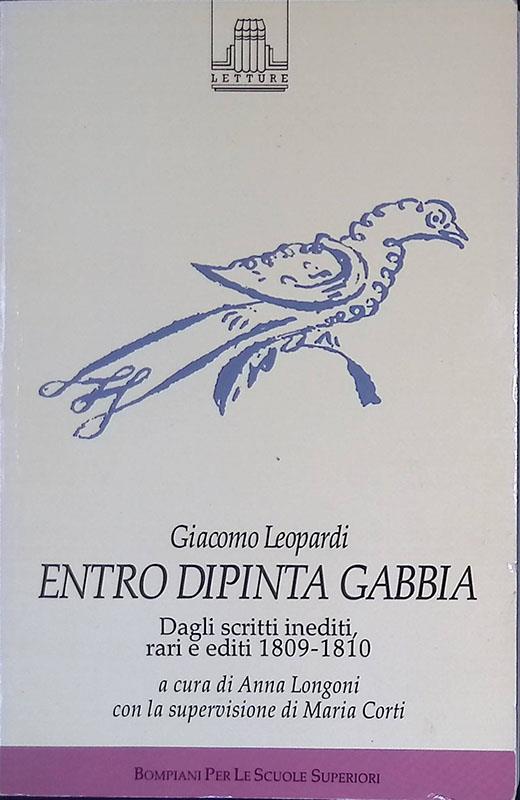 LETTURE
Giacomo Leopardi
ENTRO DIPINTA GABBIA
Dagli scritti inediti,
rari e editi 1809-1810
a cura di Anna Longoni
con la supervisione di Maria Corti
BOMPIANI PER LE SCUOLE SUPERIORI